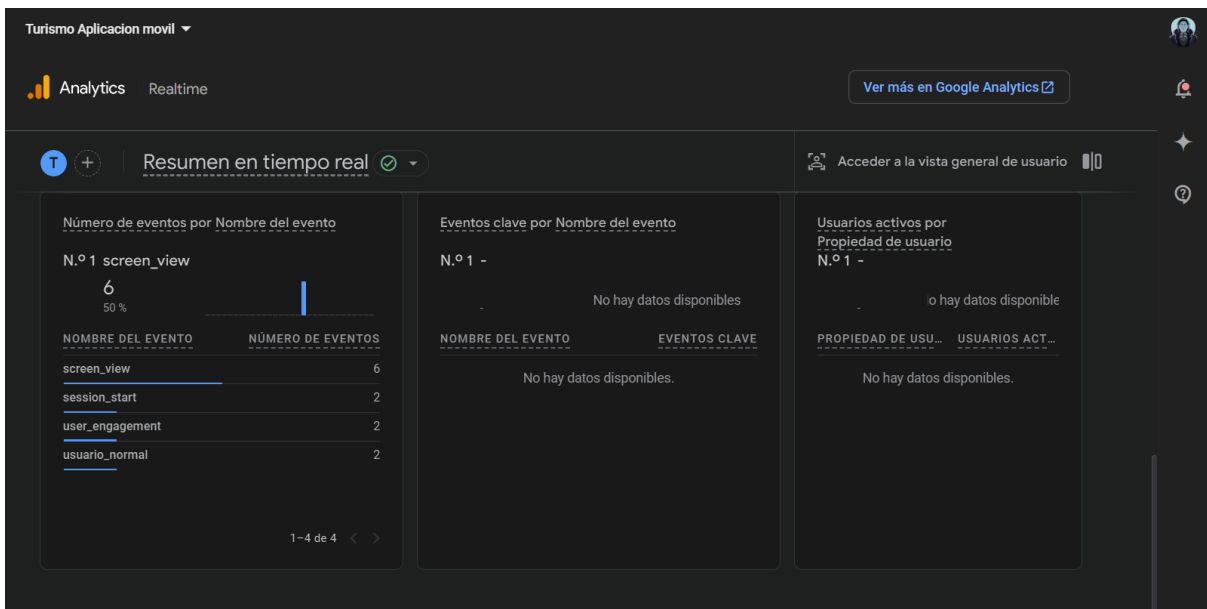 Turismo Aplicacion movil
Analytics Realtime
Ver más en Google Analytics
T
Resumen en tiempo real
Acceder a la vista general de usuario
Número de eventos por Nombre del evento
N.º 1 screen_view
6
50 %
NOMBRE DEL EVENTO NÚMERO DE EVENTOS
screen_view 6
session_start 2
user_engagement 2
usuario_normal 2
1–4 de 4
Eventos clave por Nombre del evento
N.º 1 -
- No hay datos disponibles
NOMBRE DEL EVENTO EVENTOS CLAVE
No hay datos disponibles.
Usuarios activos por
Propiedad de usuario
N.º 1 -
- o hay datos disponible
PROPIEDAD DE USU... USUARIOS ACT...
No hay datos disponibles.